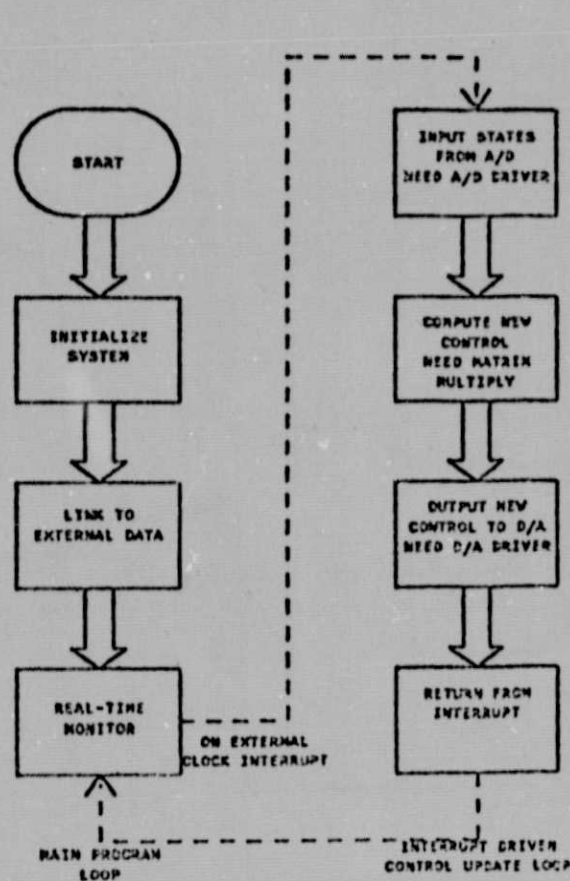 START
INITIALIZE
SYSTEM
LINK TO
EXTERNAL DATA
REAL-TIME
MONITOR
ON EXTERNAL
CLOCK INTERRUPT
MAIN PROGRAM
LOOP
INPUT STATES
FROM A/D
NEED A/D DRIVER
COMPUTE NEW
CONTROL
NEED MATRIX
MULTIPLY
OUTPUT NEW
CONTROL TO D/A
NEED D/A DRIVER
RETURN FROM
INTERRUPT
INTERRUPT DRIVEN
CONTROL UPDATE LOOP